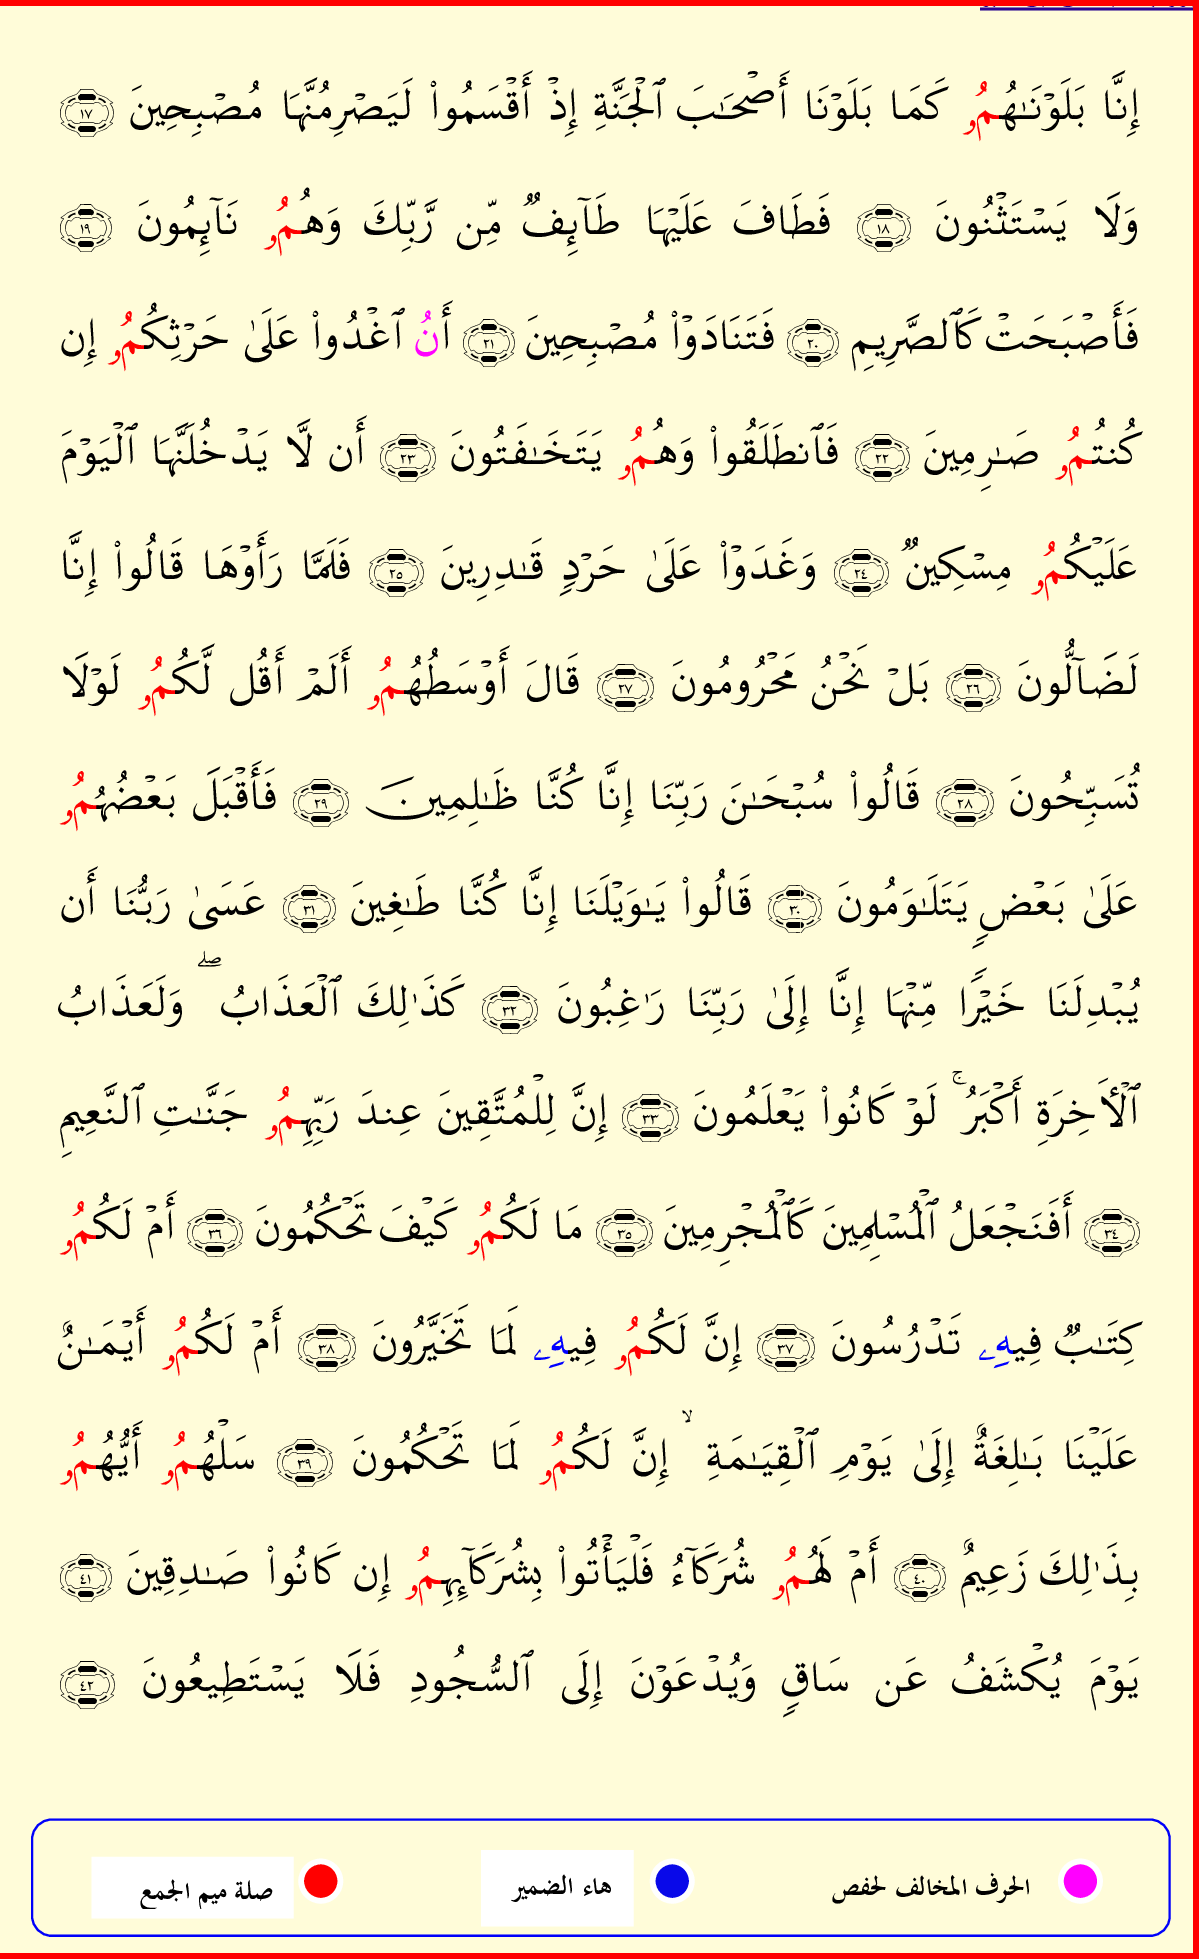 إِنَّا بَلَوْنَٰهُمُۥ كَمَا بَلَوْنَا أَصْحَٰبَ ٱلْجَنَّةِ إِذْ أَقْسَمُواْ لَيَصْرِمُنَّهَا مُصْبِحِينَ ١٧
وَلَا يَسْتَثْنُونَ ١٨ فَطَافَ عَلَيْهَا طَآئِفٌ مِّن رَّبِّكَ وَهُمُۥ نَآئِمُونَ ١٩
فَأَصْبَحَتْ كَٱلصَّرِيمِ ٢٠ فَتَنَادَوْاْ مُصْبِحِينَ ٢١ أَنُ ٱغْدُواْ عَلَىٰ حَرْثِكُمُۥ إِن
كُنتُمُۥ صَٰرِمِينَ ٢٢ فَٱنطَلَقُواْ وَهُمُۥ يَتَخَٰفَتُونَ ٢٣ أَن لَّا يَدْخُلَنَّهَا ٱلْيَوْمَ
عَلَيْكُمُۥ مِسْكِينٌ ٢٤ وَغَدَوْاْ عَلَىٰ حَرْدٍ قَٰدِرِينَ ٢٥ فَلَمَّا رَأَوْهَا قَالُواْ إِنَّا
لَضَآلُّونَ ٢٦ بَلْ نَحْنُ مَحْرُومُونَ ٢٧ قَالَ أَوْسَطُهُمُۥ أَلَمْ أَقُل لَّكُمُۥ لَوْلَا
تُسَبِّحُونَ ٢٨ قَالُواْ سُبْحَٰنَ رَبِّنَا إِنَّا كُنَّا ظَٰلِمِينَ ٢٩ فَأَقْبَلَ بَعْضُهُمُۥ
عَلَىٰ بَعْضٍ يَتَلَٰوَمُونَ ٣٠ قَالُواْ يَٰوَيْلَنَا إِنَّا كُنَّا طَٰغِينَ ٣١ عَسَىٰ رَبُّنَا أَن
يُبْدِلَنَا خَيْرًا مِّنْهَا إِنَّا إِلَىٰ رَبِّنَا رَٰغِبُونَ ٣٢ كَذَٰلِكَ ٱلْعَذَابُ ۖ وَلَعَذَابُ
ٱلْأَخِرَةِ أَكْبَرُ ۚ لَوْ كَانُواْ يَعْلَمُونَ ٣٣ إِنَّ لِلْمُتَّقِينَ عِندَ رَبِّهِمُۥ جَنَّٰتِ ٱلنَّعِيمِ
٣٤ أَفَنَجْعَلُ ٱلْمُسْلِمِينَ كَٱلْمُجْرِمِينَ ٣٥ مَا لَكُمُۥ كَيْفَ تَحْكُمُونَ ٣٦ أَمْ لَكُمُۥ
كِتَٰبٌ فِيهِۦ تَدْرُسُونَ ٣٧ إِنَّ لَكُمُۥ فِيهِۦ لَمَا تَخَيَّرُونَ ٣٨ أَمْ لَكُمُۥ أَيْمَٰنٌ
عَلَيْنَا بَٰلِغَةٌ إِلَىٰ يَوْمِ ٱلْقِيَٰمَةِ ۙ إِنَّ لَكُمُۥ لَمَا تَحْكُمُونَ ٣٩ سَلْهُمُۥ أَيُّهُمُۥ
بِذَٰلِكَ زَعِيمٌ ٤٠ أَمْ لَهُمُۥ شُرَكَآءُ فَلْيَأْتُواْ بِشُرَكَآئِهِمُۥ إِن كَانُواْ صَٰدِقِينَ ٤١
يَوْمَ يُكْشَفُ عَن سَاقٍ وَيُدْعَوْنَ إِلَى ٱلسُّجُودِ فَلَا يَسْتَطِيعُونَ ٤٢
الحرف المخالف لحفص هاء الضمير صلة ميم الجمع